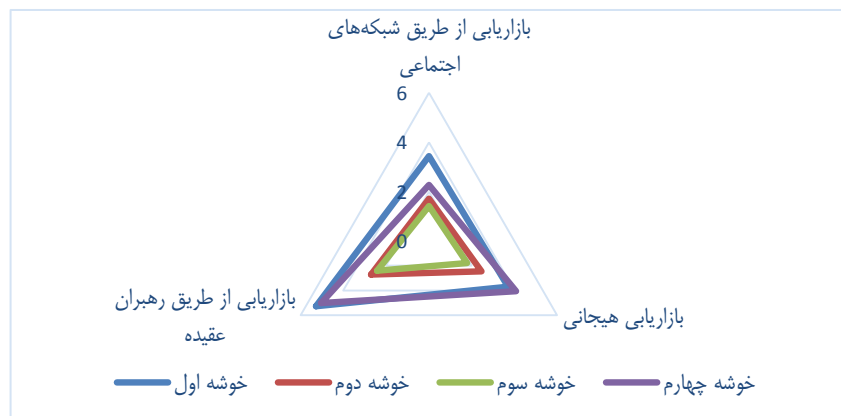 بازاریابی از طریق شبکه‌های
اجتماعی
6
4
2
0
بازاریابی هیجانی
بازاریابی از طریق رهبران
عقیده
خوشه اول
خوشه دوم
خوشه سوم
خوشه چهارم